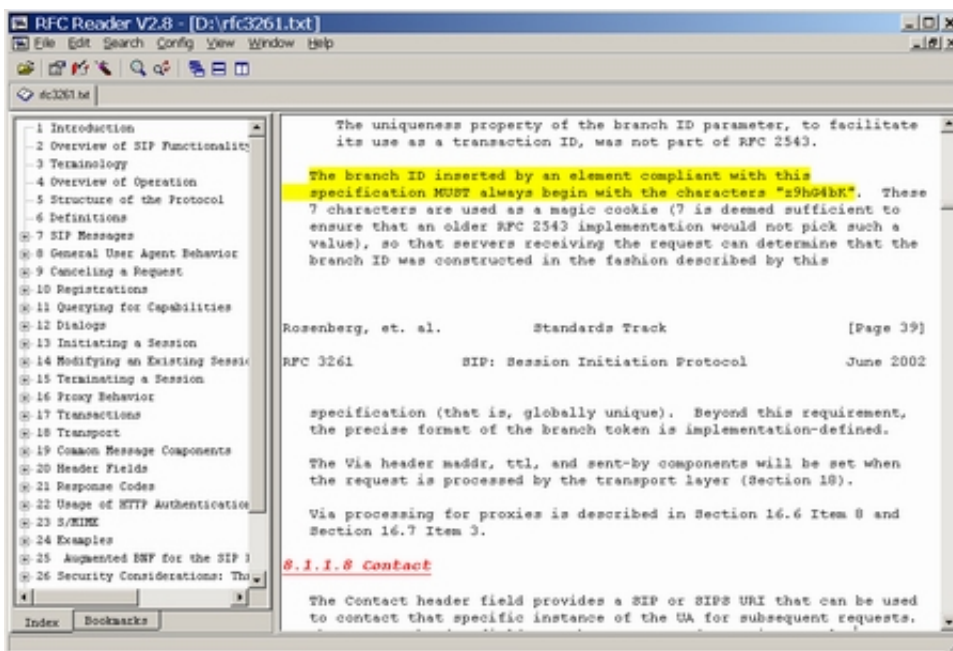 RFC Reader V2.8 - [D:\rfc3261.txt]
File Edit Search Config View Window Help
rfc3261.txt
1 Introduction
2 Overview of SIP Functionality
3 Terminology
4 Overview of Operation
5 Structure of the Protocol
6 Definitions
7 SIP Messages
8 General User Agent Behavior
9 Canceling a Request
10 Registrations
11 Querying for Capabilities
12 Dialogs
13 Initiating a Session
14 Modifying an Existing Sessio
15 Terminating a Session
16 Proxy Behavior
17 Transactions
18 Transport
19 Common Message Components
20 Header Fields
21 Response Codes
22 Usage of HTTP Authentication
23 S/MIME
24 Examples
25 Augmented BNF for the SIP
26 Security Considerations: Th
Index Bookmarks
The uniqueness property of the branch ID parameter, to facilitate
its use as a transaction ID, was not part of RFC 2543.
The branch ID inserted by an element compliant with this
specification MUST always begin with the characters "z9hG4bK". These
7 characters are used as a magic cookie (7 is deemed sufficient to
ensure that an older RFC 2543 implementation would not pick such a
value), so that servers receiving the request can determine that the
branch ID was constructed in the fashion described by this
Rosenberg, et. al. Standards Track [Page 39]
RFC 3261 SIP: Session Initiation Protocol June 2002
specification (that is, globally unique). Beyond this requirement,
the precise format of the branch token is implementation-defined.
The Via header maddr, ttl, and sent-by components will be set when
the request is processed by the transport layer (Section 18).
Via processing for proxies is described in Section 16.6 Item 8 and
Section 16.7 Item 3.
8.1.1.8 Contact
The Contact header field provides a SIP or SIPS URI that can be used
to contact that specific instance of the UA for subsequent requests.